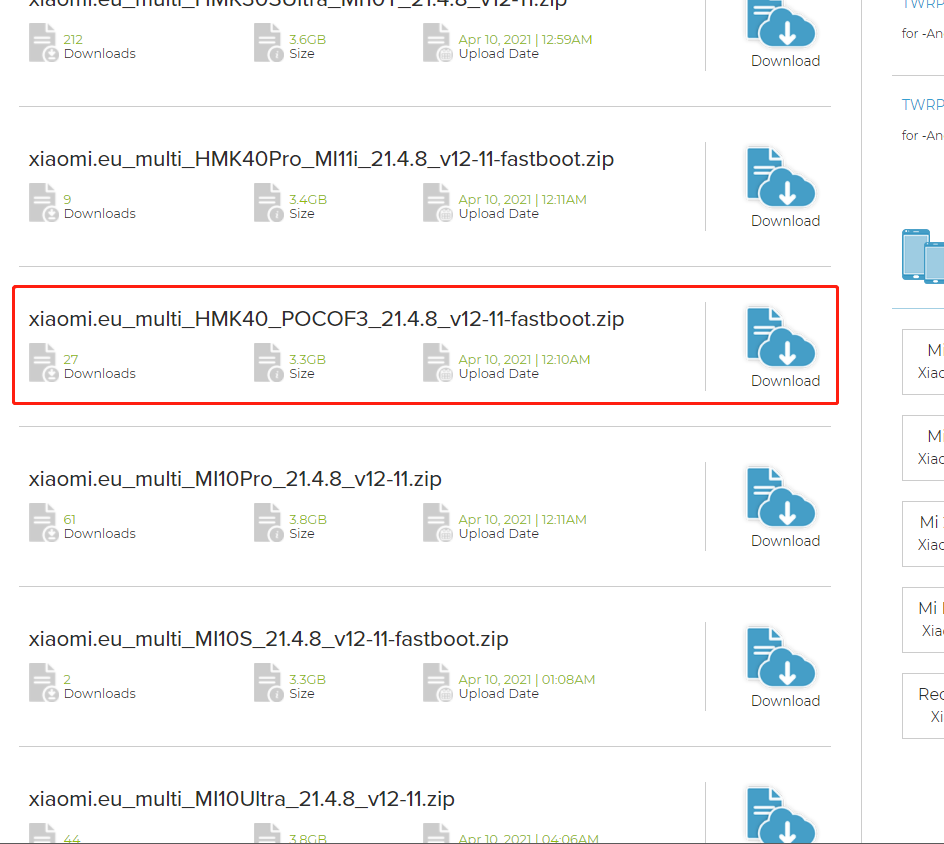 xiaomi.eu_multi_HMK30SUltra_MI10T_21.4.8_v12-11.zip
212
Downloads
3.6GB
Size
Apr 10, 2021 | 12:59AM
Upload Date
Download
xiaomi.eu_multi_HMK40Pro_MI11i_21.4.8_v12-11-fastboot.zip
9
Downloads
3.4GB
Size
Apr 10, 2021 | 12:11AM
Upload Date
Download
xiaomi.eu_multi_HMK40_POCOF3_21.4.8_v12-11-fastboot.zip
27
Downloads
3.3GB
Size
Apr 10, 2021 | 12:10AM
Upload Date
Download
xiaomi.eu_multi_MI10Pro_21.4.8_v12-11.zip
61
Downloads
3.8GB
Size
Apr 10, 2021 | 12:11AM
Upload Date
Download
xiaomi.eu_multi_MI10S_21.4.8_v12-11-fastboot.zip
2
Downloads
3.3GB
Size
Apr 10, 2021 | 01:08AM
Upload Date
Download
xiaomi.eu_multi_MI10Ultra_21.4.8_v12-11.zip
44
3.8GB
Apr 10, 2021 | 04:06AM
TWRP
for -An
TWRP
for -An
Mi
Xiao
Mi
Xiao
Mi
Xiao
Mi
Xia
Rec
Xi